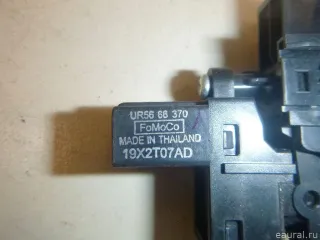 UR56 66 370
FoMoCo
MADE IN THAILAND
19X2T07AD
© eaural.ru